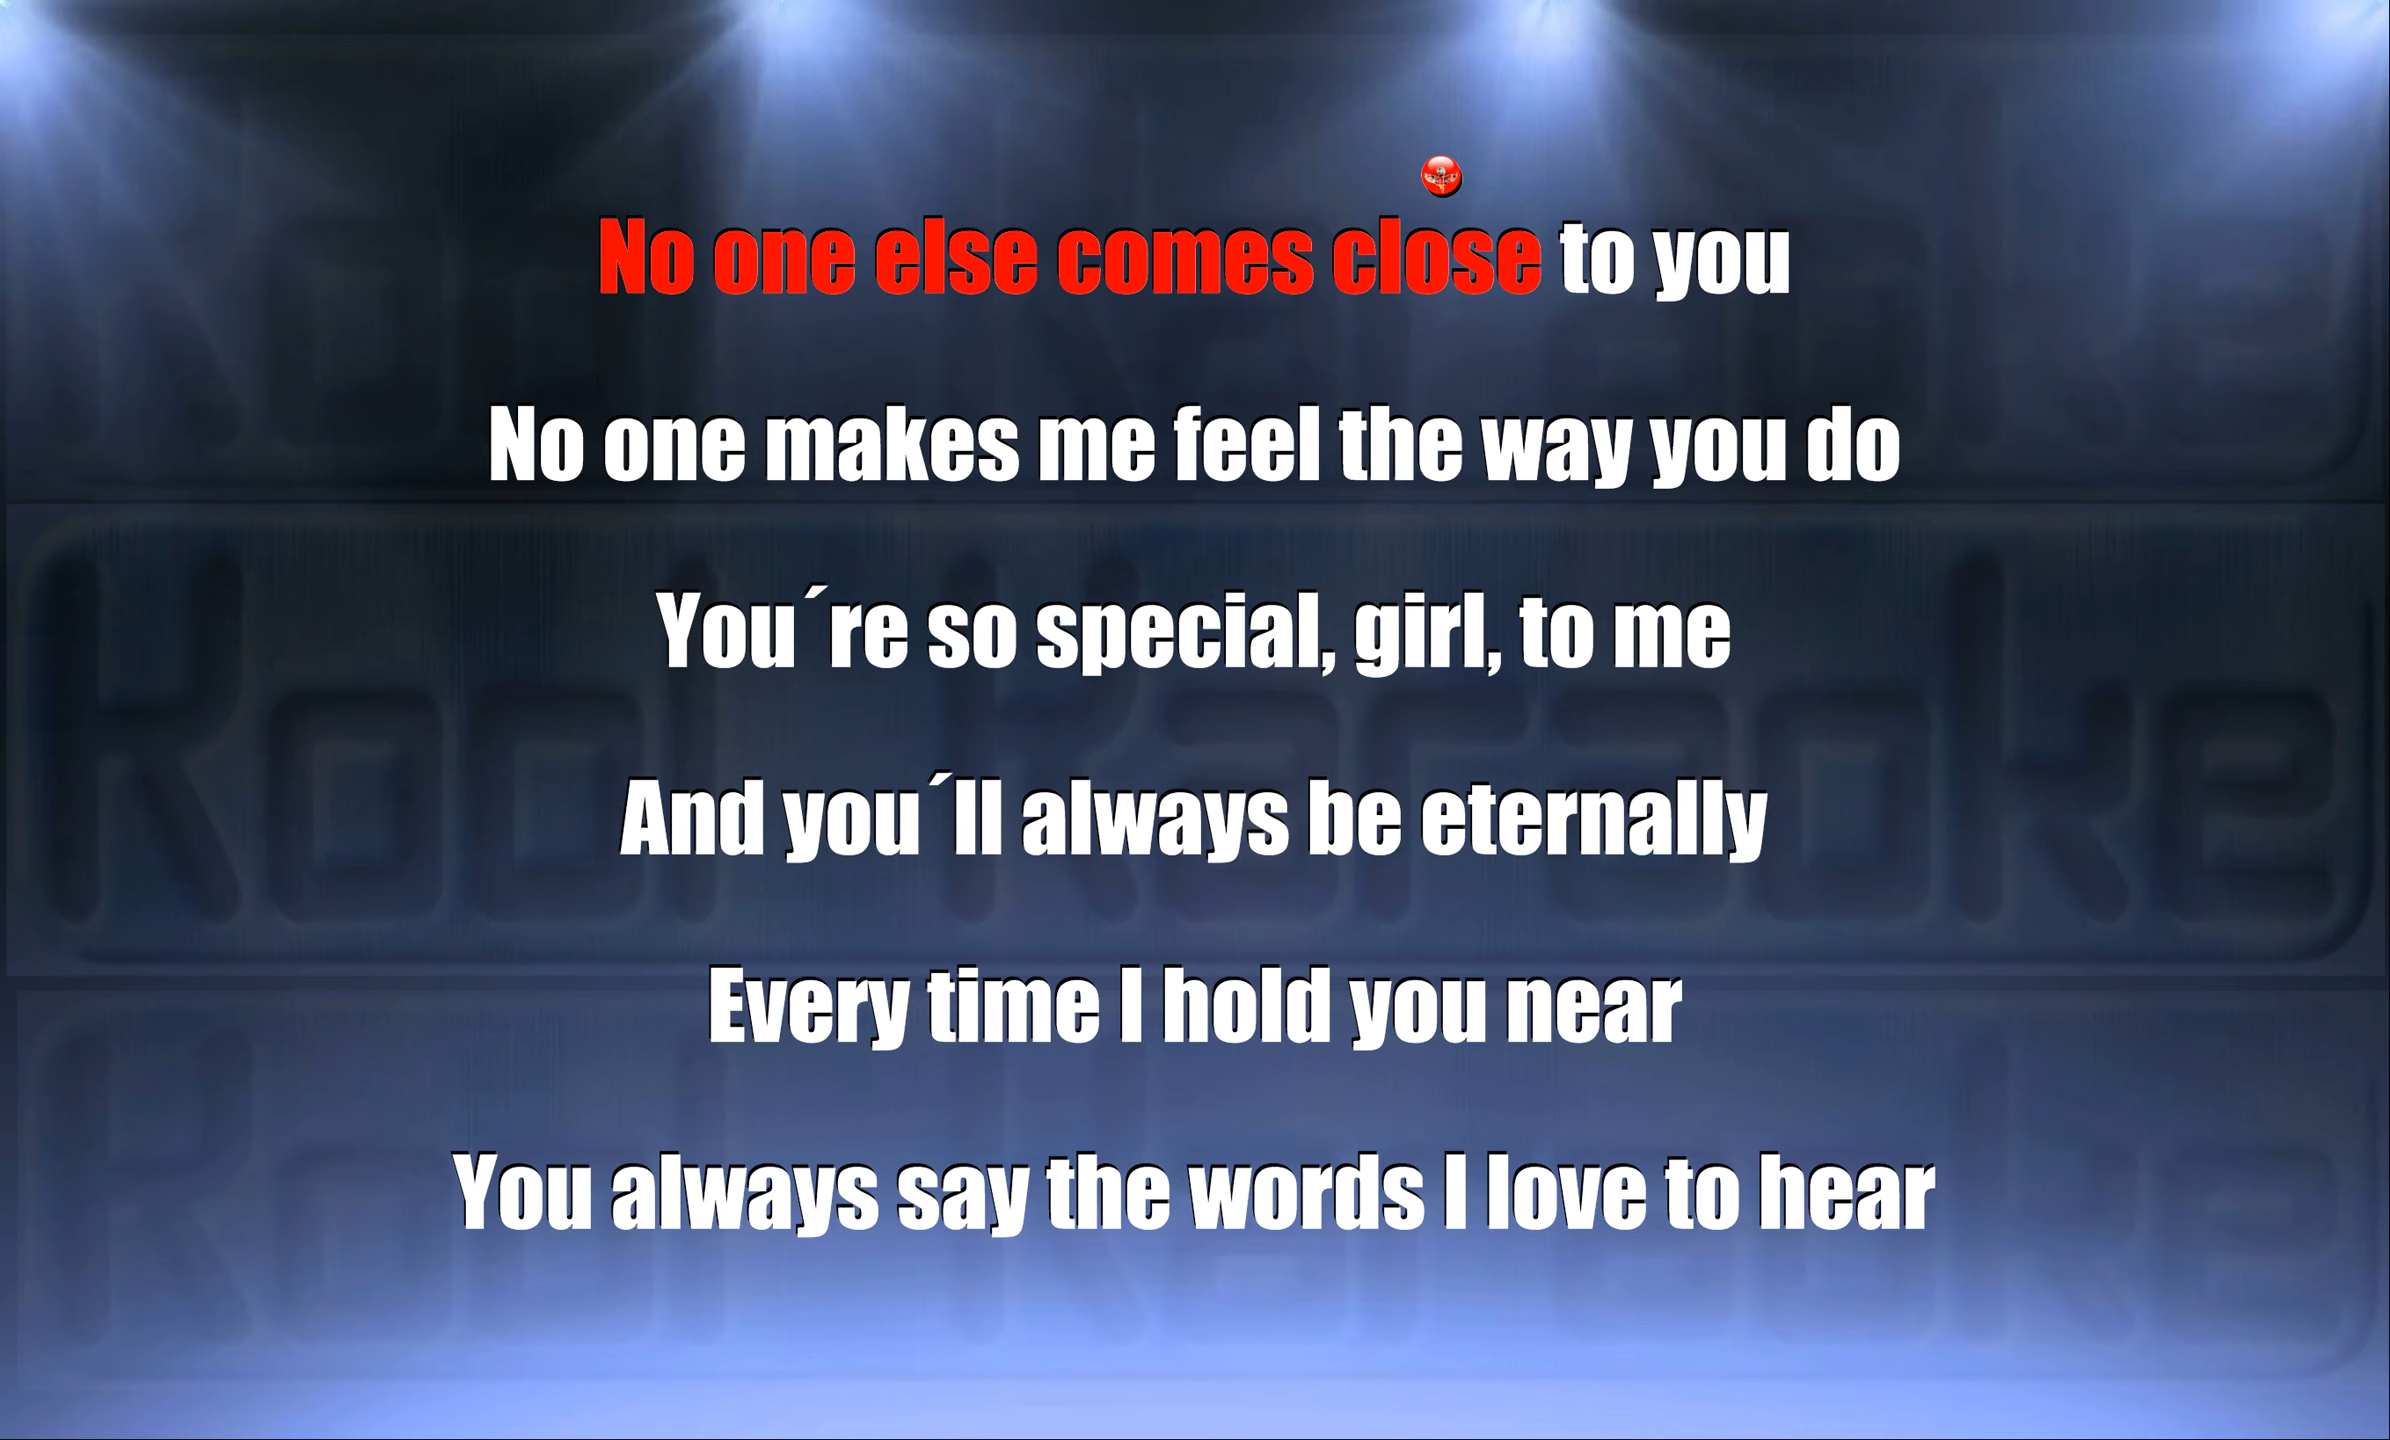 No one else comes close to you
No one makes me feel the way you do
You´re so special, girl, to me
And you´ll always be eternally
Kool Karaoke
Every time I hold you near
You always say the words I love to hear